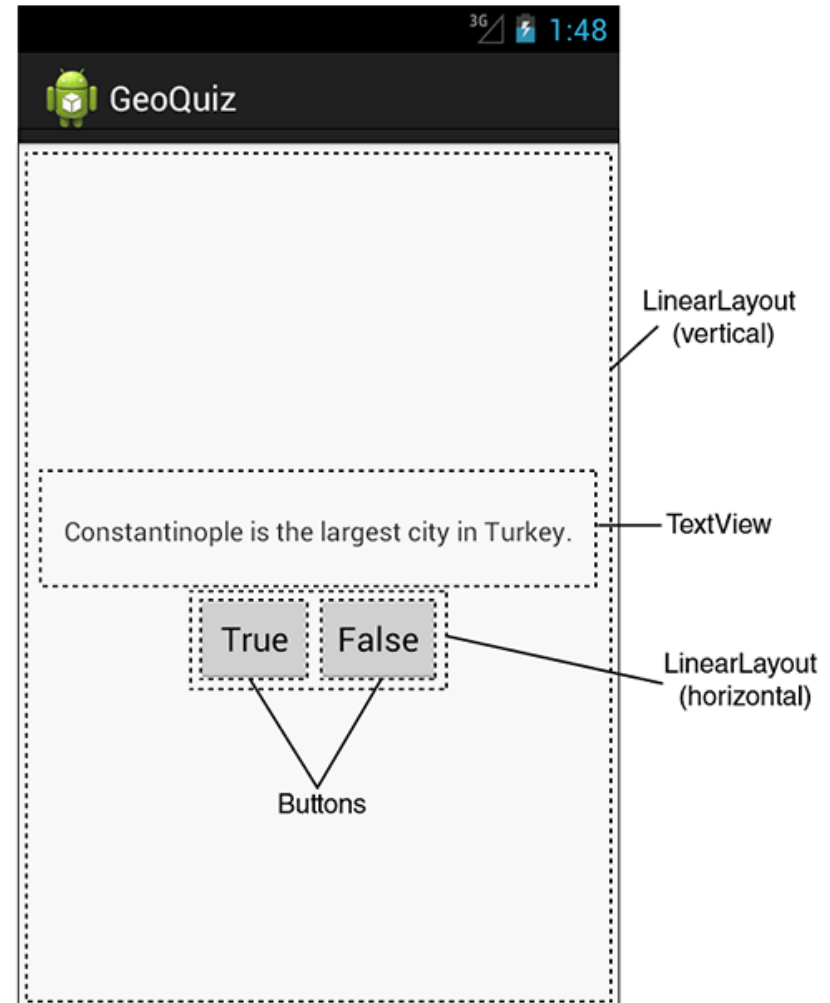 3G 1:48
GeoQuiz
LinearLayout
(vertical)
Constantinople is the largest city in Turkey.
TextView
True False
LinearLayout
(horizontal)
Buttons